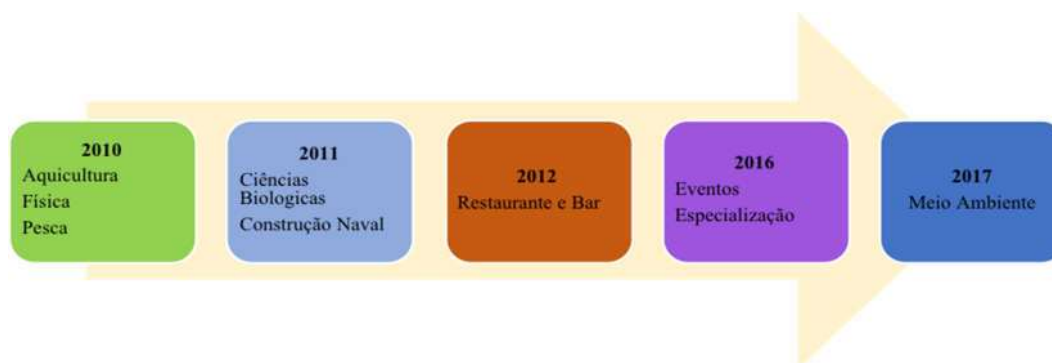 2010
Aquicultura
Física
Pesca
2011
Ciências
Biologicas
Construção Naval
2012
Restaurante e Bar
2016
Eventos
Especialização
2017
Meio Ambiente